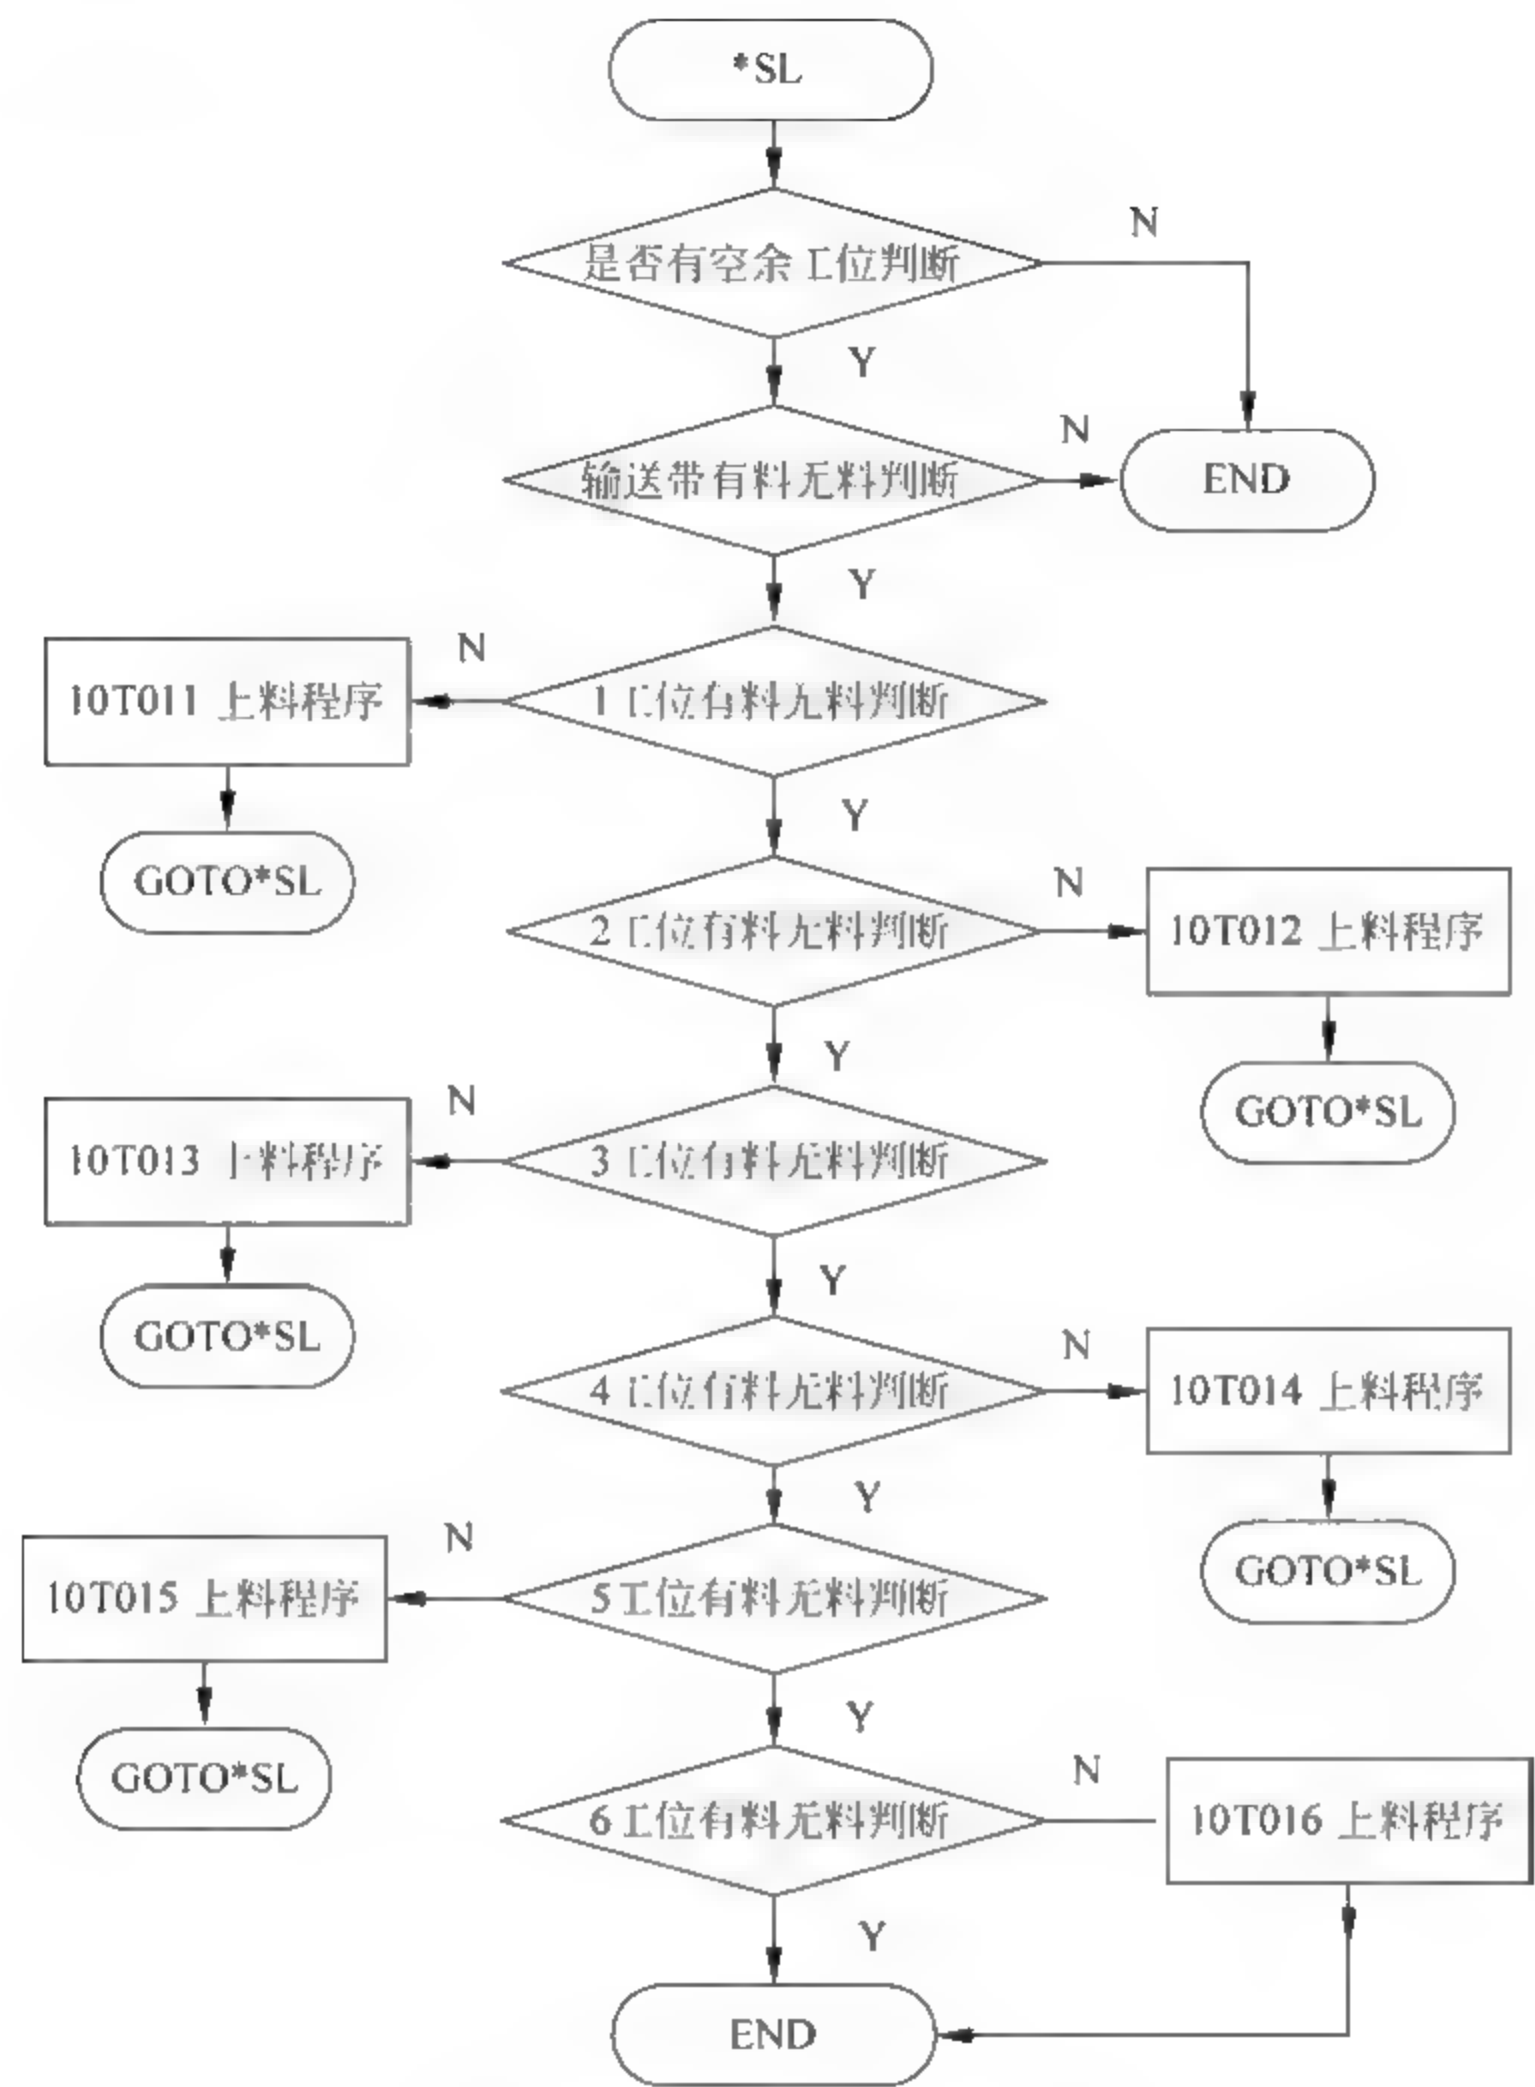 *SL
是否有空余工位判断
N
Y
输送带有料无料判断
N
END
Y
1工位有料无料判断
N
10T011 上料程序
GOTO*SL
Y
2工位有料无料判断
N
10T012 上料程序
GOTO*SL
Y
3工位有料无料判断
N
10T013 上料程序
GOTO*SL
Y
4工位有料无料判断
N
10T014 上料程序
GOTO*SL
Y
5工位有料无料判断
N
10T015 上料程序
GOTO*SL
Y
6工位有料无料判断
N
10T016 上料程序
Y
END